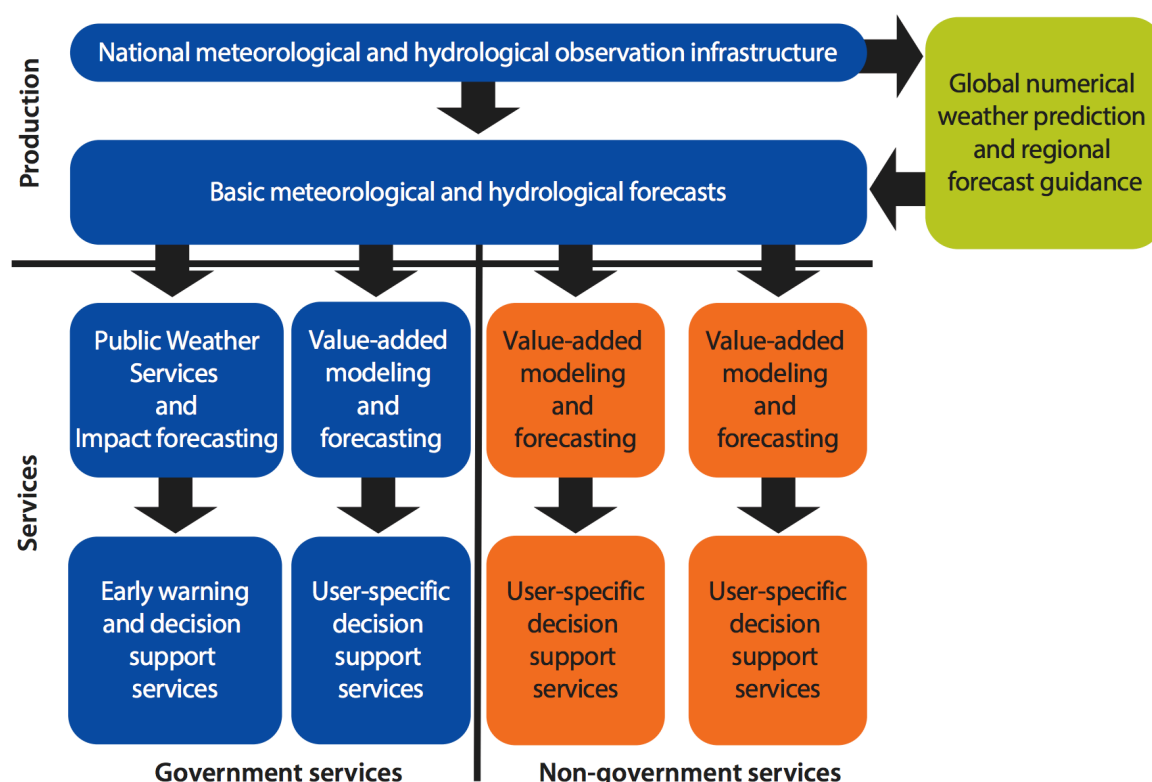 Production
National meteorological and hydrological observation infrastructure
Global numerical
weather prediction
and regional
forecast guidance
Basic meteorological and hydrological forecasts
Services
Public Weather
Services
and
Impact forecasting
Value-added
modeling
and
forecasting
Value-added
modeling
and
forecasting
Value-added
modeling
and
forecasting
Early warning
and decision
support
services
User-specific
decision
support
services
User-specific
decision
support
services
User-specific
decision
support
services
Government services
Non-government services